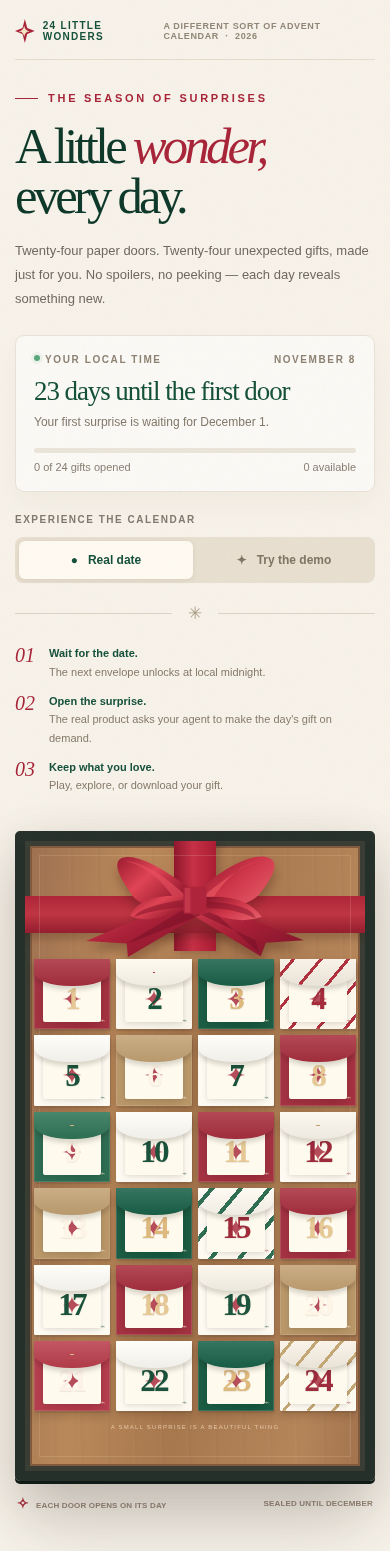 24 LITTLE
WONDERS
A DIFFERENT SORT OF ADVENT
CALENDAR · 2026
THE SEASON OF SURPRISES
A little wonder,
every day.
Twenty-four paper doors. Twenty-four unexpected gifts, made
just for you. No spoilers, no peeking — each day reveals
something new.
YOUR LOCAL TIME
NOVEMBER 8
23 days until the first door
Your first surprise is waiting for December 1.
0 of 24 gifts opened
0 available
EXPERIENCE THE CALENDAR
Real date
Try the demo
01
Wait for the date.
The next envelope unlocks at local midnight.
02
Open the surprise.
The real product asks your agent to make the day's gift on
demand.
03
Keep what you love.
Play, explore, or download your gift.
1 2 3 4
5 7 8
10 11 12
14 15 16
17 18 19
22 23 24
A SMALL SURPRISE IS A BEAUTIFUL THING
EACH DOOR OPENS ON ITS DAY
SEALED UNTIL DECEMBER